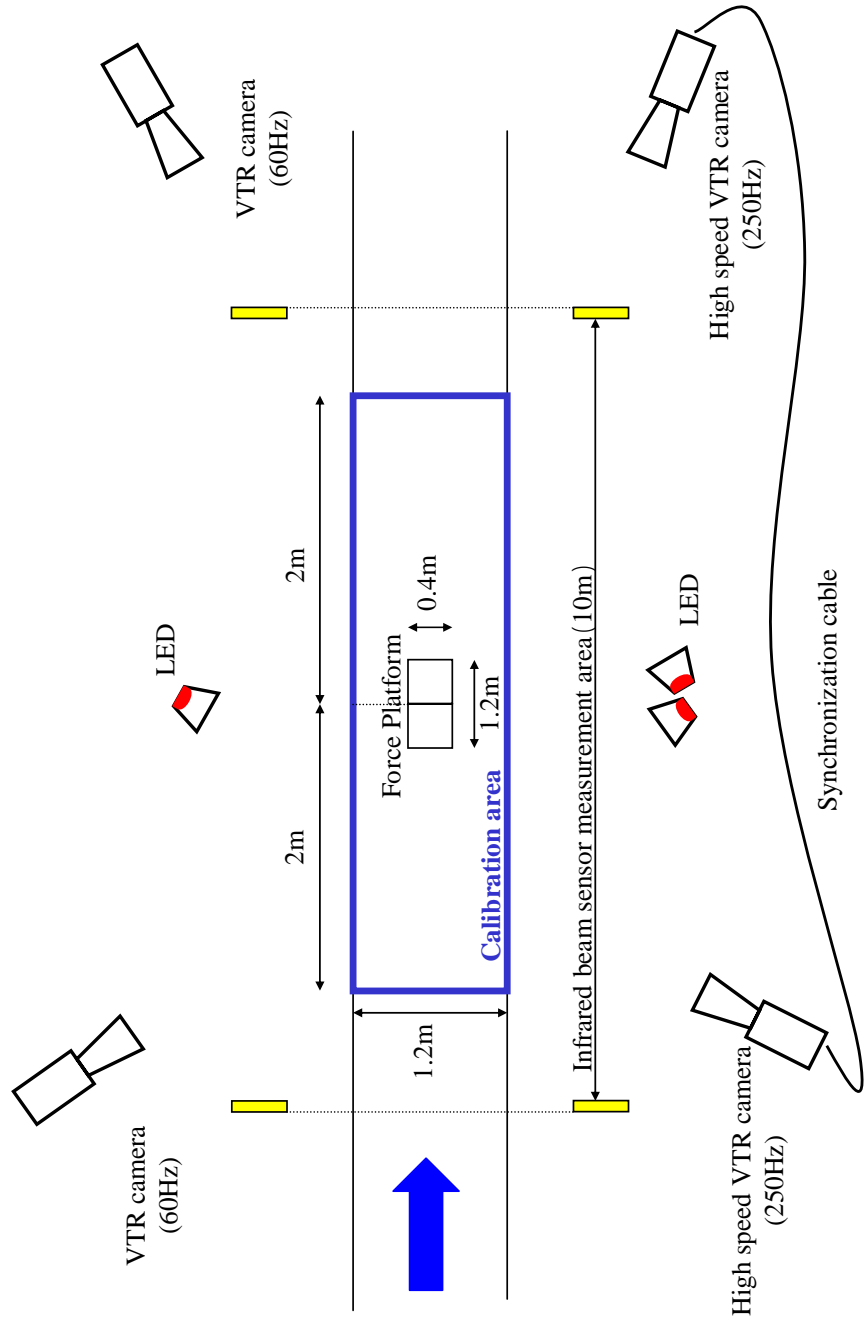 VTR camera
(60Hz)
VTR camera
(60Hz)
LED
2m
2m
Force Platform
0.4m
1.2m
1.2m
Calibration area
Infrared beam sensor measurement area(10m)
LED
High speed VTR camera
(250Hz)
High speed VTR camera
(250Hz)
Synchronization cable